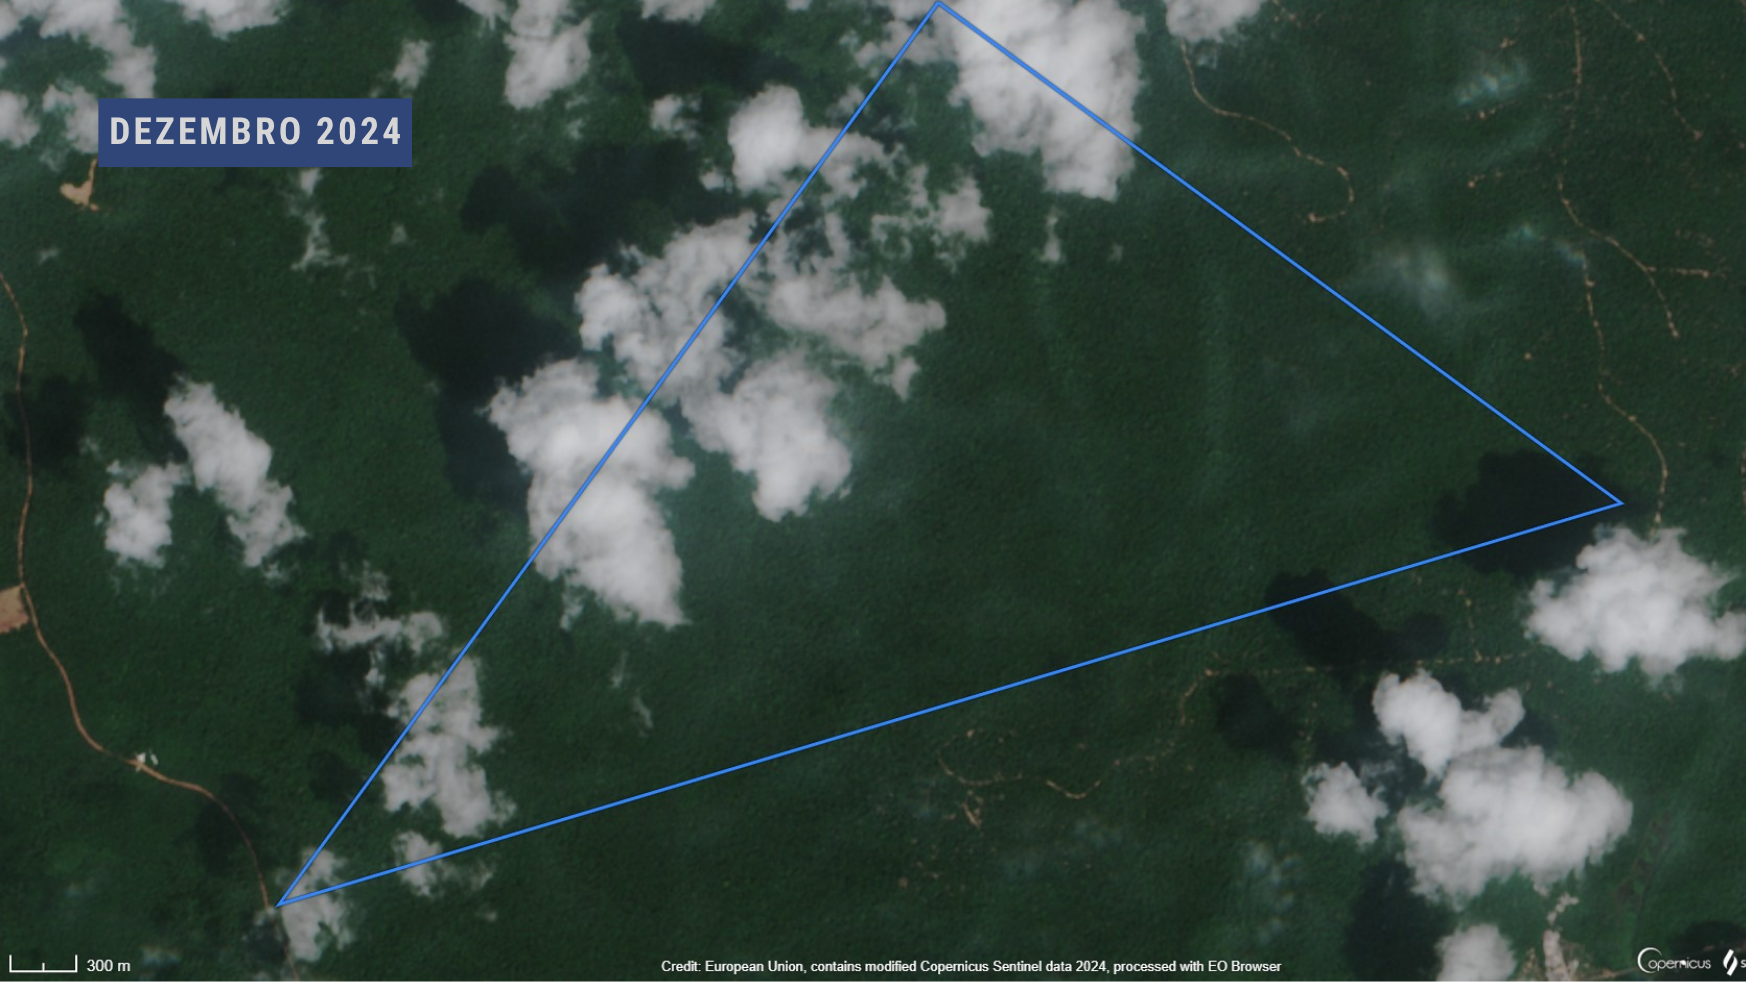 DEZEMBRO 2024
300 m
Credit: European Union, contains modified Copernicus Sentinel data 2024, processed with EO Browser
Copernicus
s